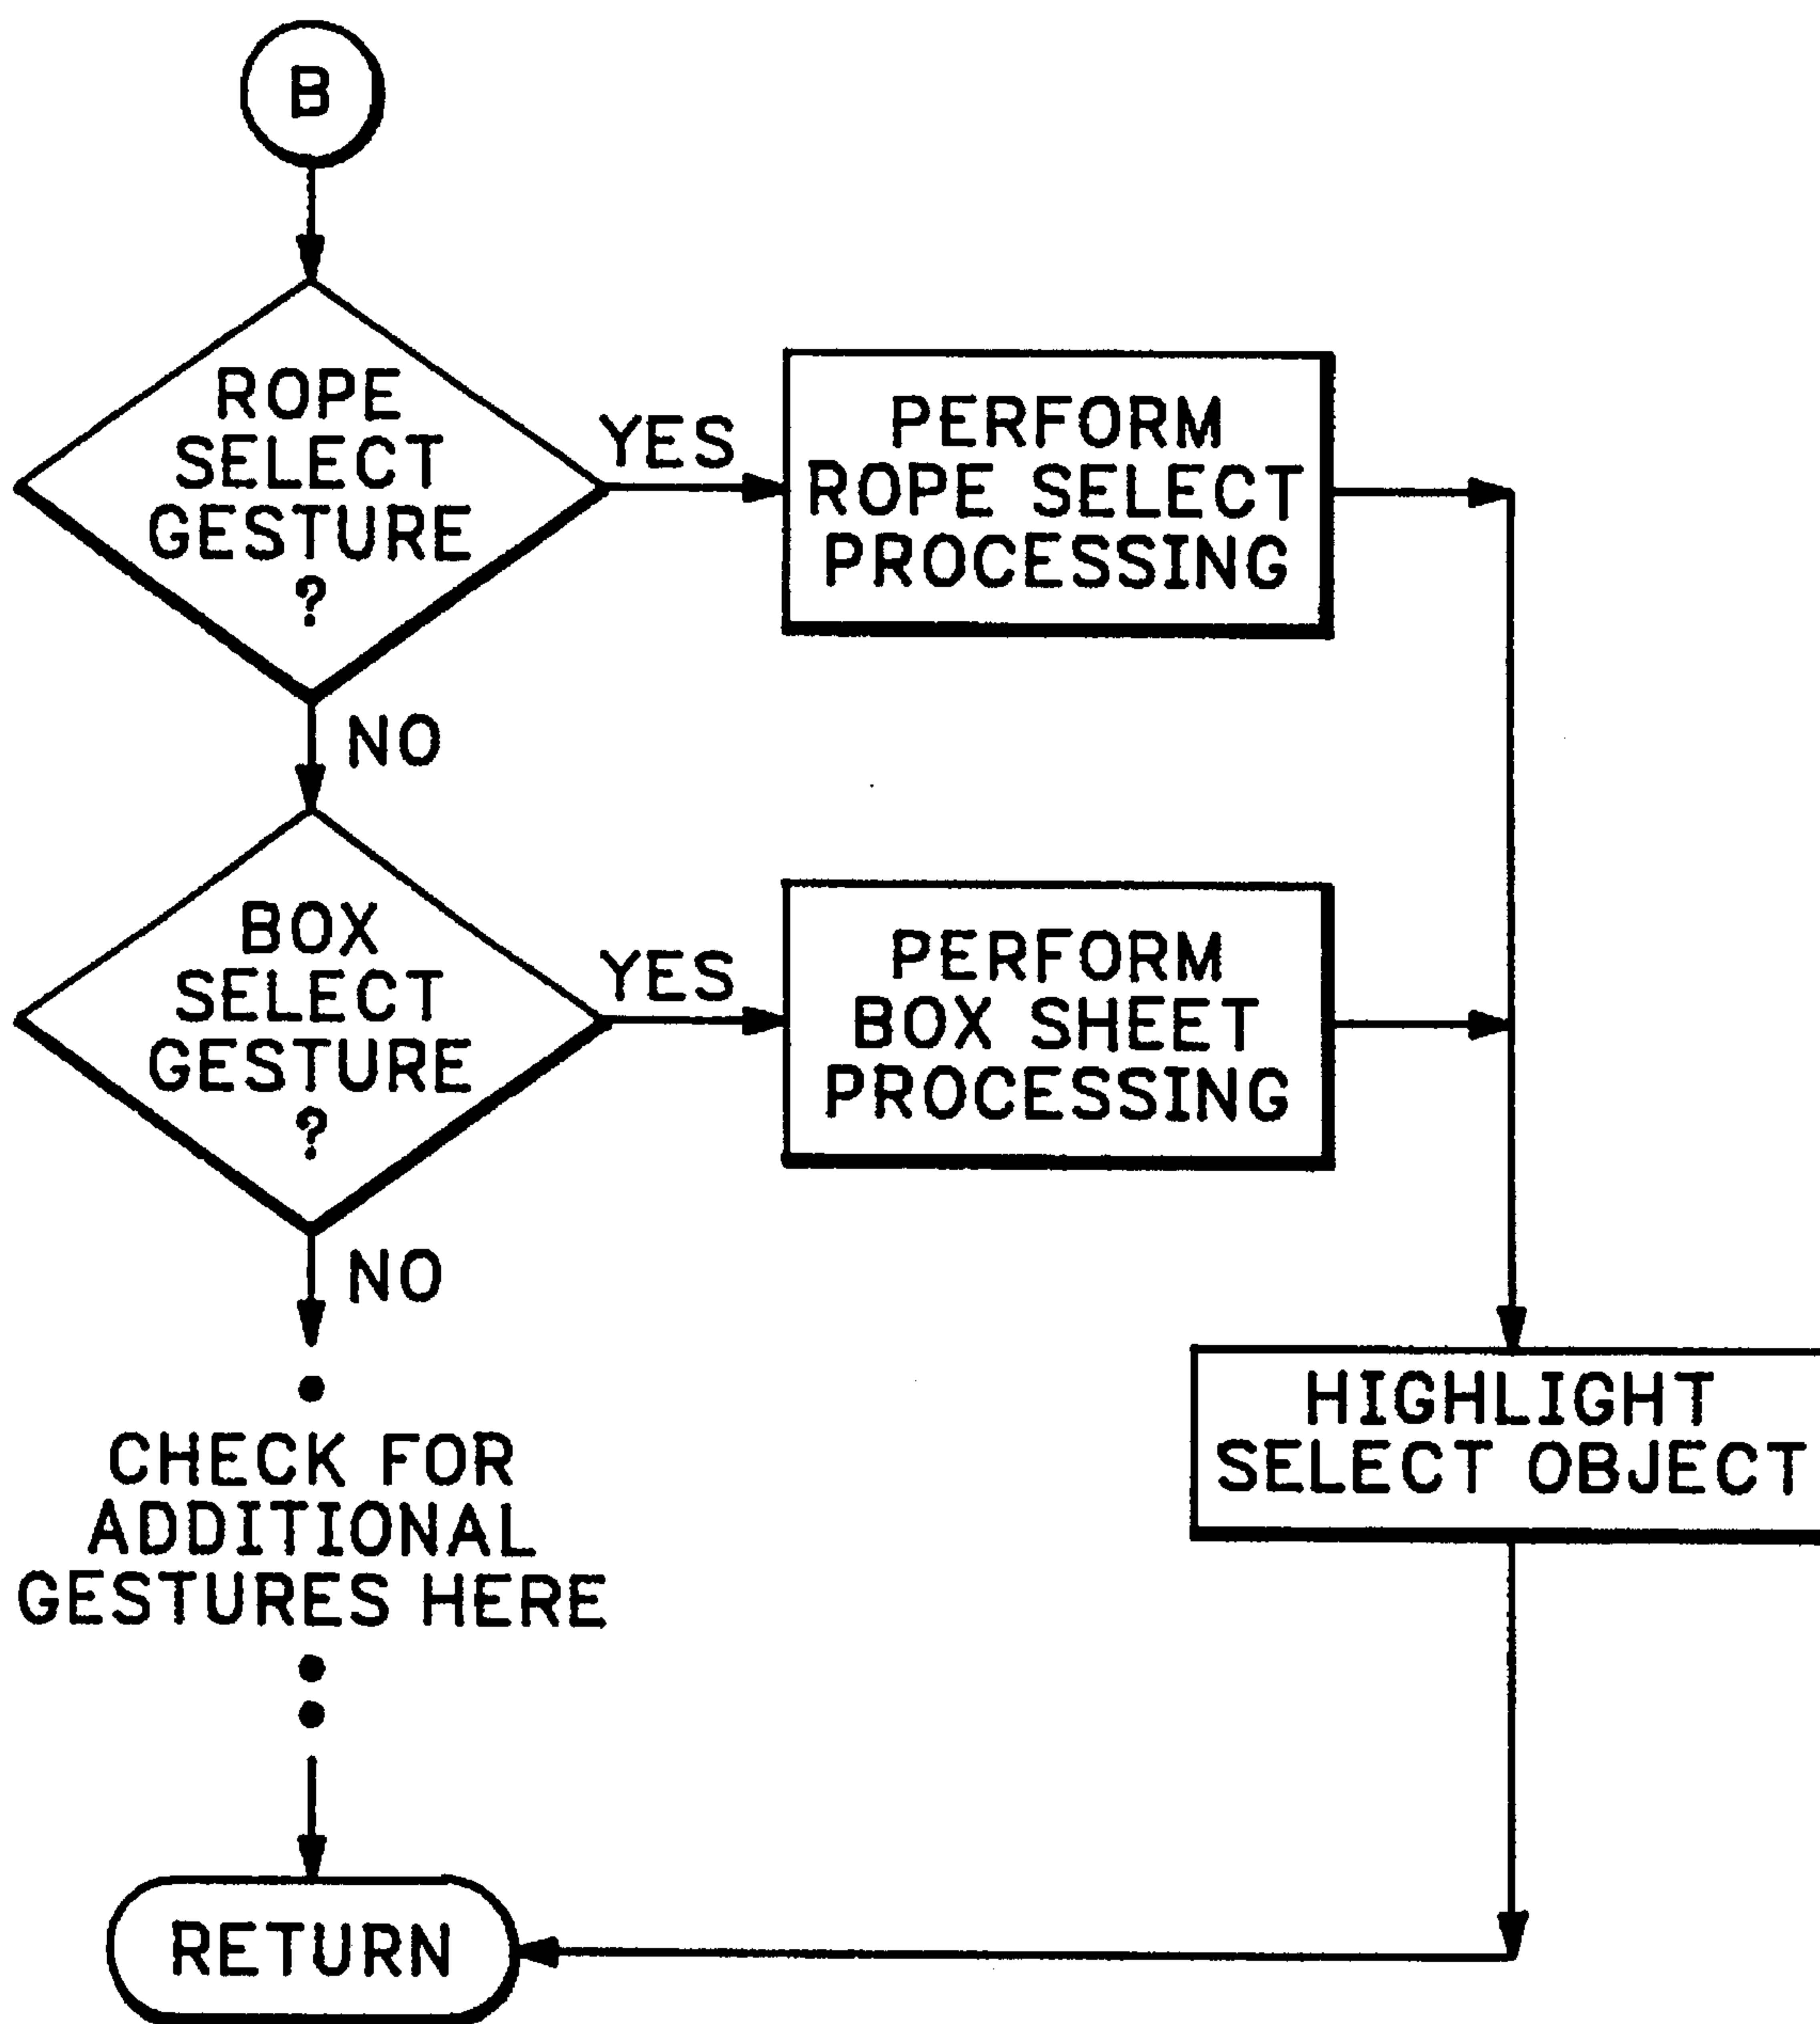 B
ROPE
SELECT
GESTURE
?
YES
PERFORM
ROPE SELECT
PROCESSING
NO
BOX
SELECT
GESTURE
?
YES
PERFORM
BOX SHEET
PROCESSING
NO
CHECK FOR
ADDITIONAL
GESTURES HERE
HIGHLIGHT
SELECT OBJECT
RETURN